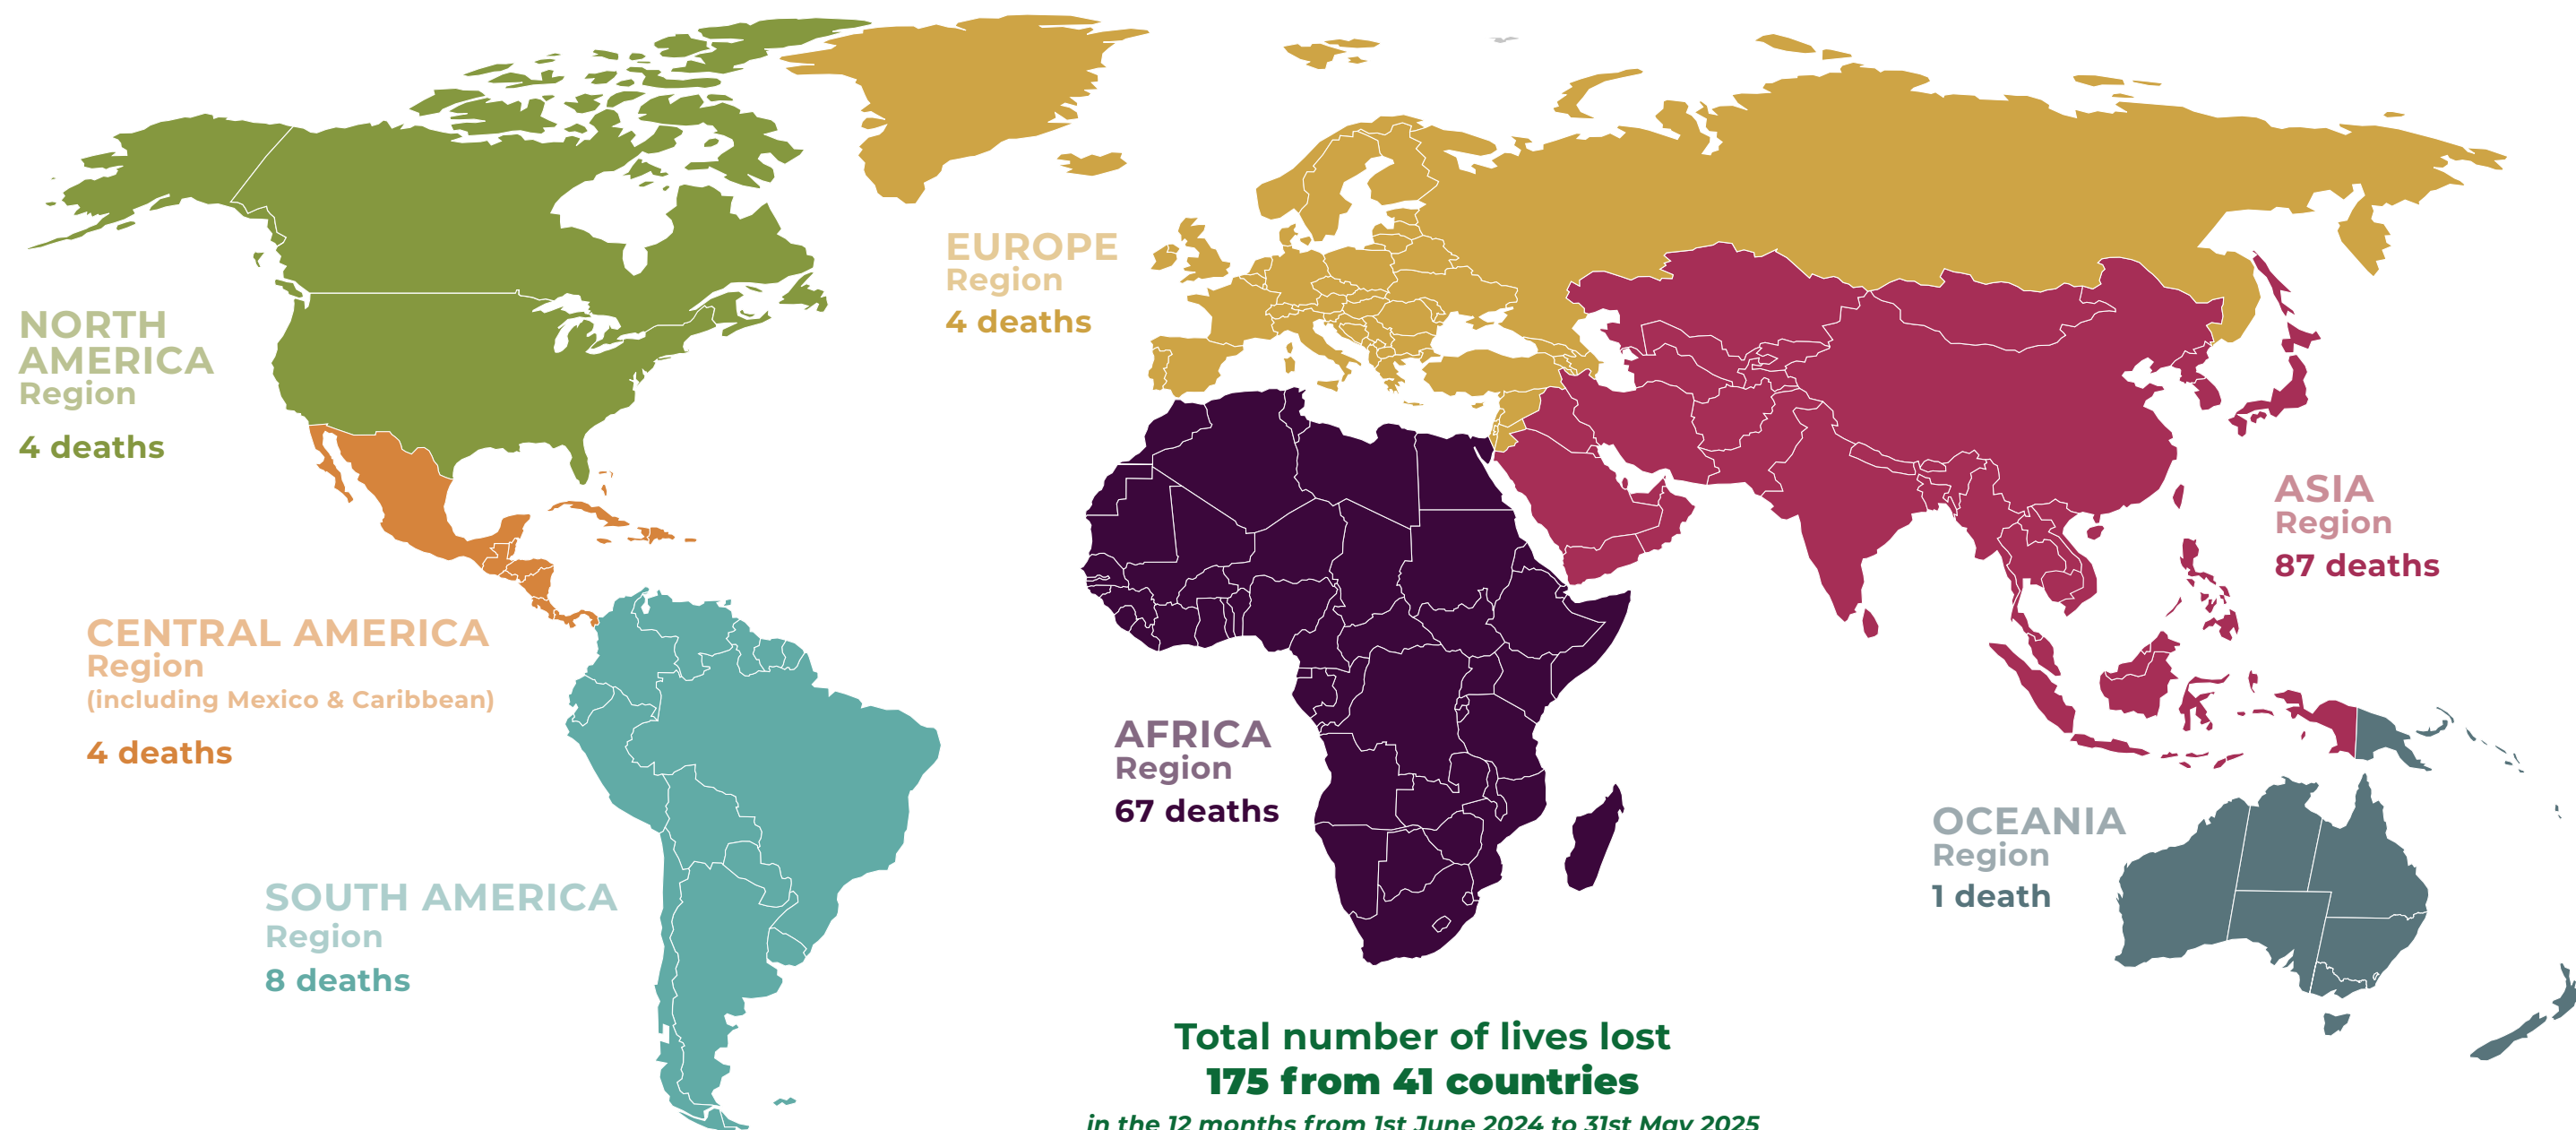 NORTH
AMERICA
Region
4 deaths
EUROPE
Region
4 deaths
ASIA
Region
87 deaths
CENTRAL AMERICA
Region
(including Mexico & Caribbean)
4 deaths
AFRICA
Region
67 deaths
OCEANIA
Region
1 death
SOUTH AMERICA
Region
8 deaths
Total number of lives lost
175 from 41 countries
in the 12 months from 1st June 2024 to 31st May 2025